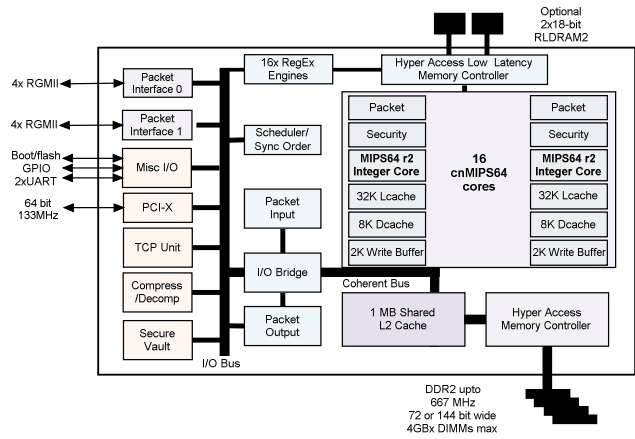 Optional
2x18-bit
RLDRAM2
16x RegEx
Engines
Hyper Access Low Latency
Memory Controller
4x RGMII
Packet
Interface 0
4x RGMII
Packet
Interface 1
Scheduler/
Sync Order
Boot/flash
GPIO
2xUART
Misc I/O
64 bit
133MHz
PCI-X
TCP Unit
Compress
/Decomp
Secure
Vault
Packet
Input
I/O Bridge
Packet
Output
I/O Bus
Packet
Security
MIPS64 r2
Integer Core
32K Lcache
8K Dcache
2K Write Buffer
16
cnMIPS64
cores
Packet
Security
MIPS64 r2
Integer Core
32K Lcache
8K Dcache
2K Write Buffer
Coherent Bus
1 MB Shared
L2 Cache
Hyper Access
Memory Controller
DDR2 upto
667 MHz
72 or 144 bit wide
4GBx DIMMs max